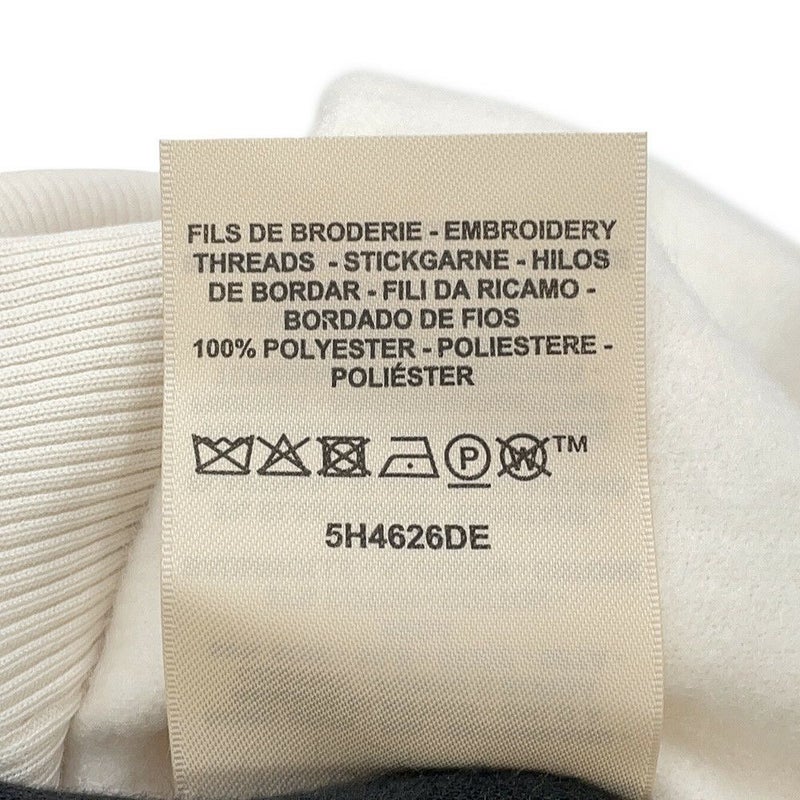 FILS DE BRODERIE - EMBROIDERY
THREADS - STICKGARNE - HILOS
DE BORDAR - FILI DA RICAMO -
BORDADO DE FIOS
100% POLYESTER - POLIESTERE -
POLIÉSTER
P W TM
5H4626DE